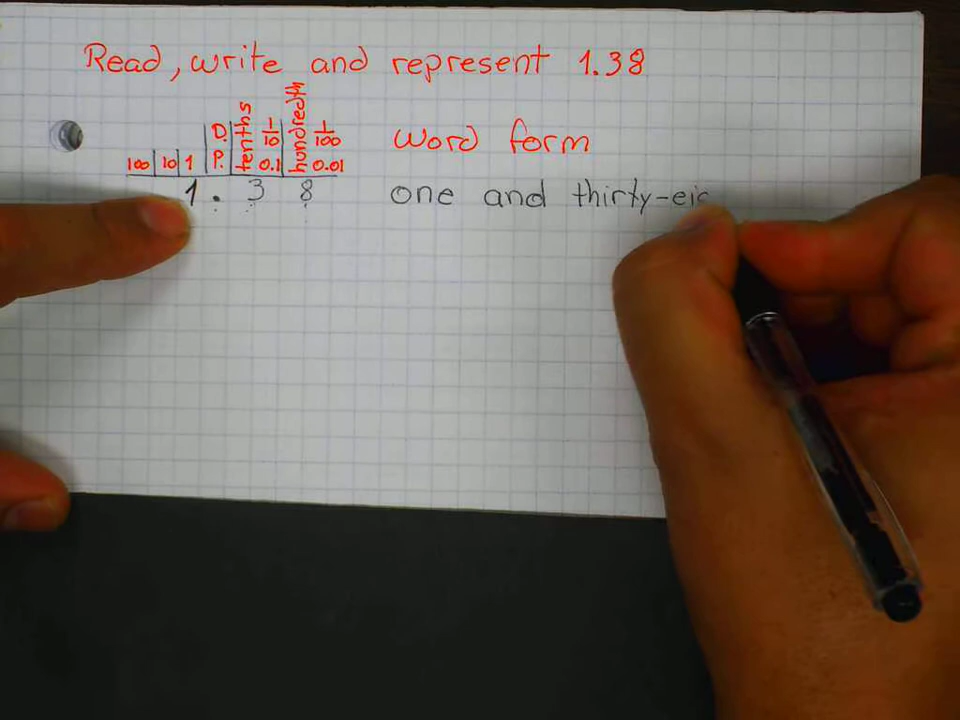 Read, write and represent 1.38
100 10 1 D.P. tenths 1/10 0.1 hundredth 1/100 0.01
Word form
1 . 3 8
one and thirty-eig